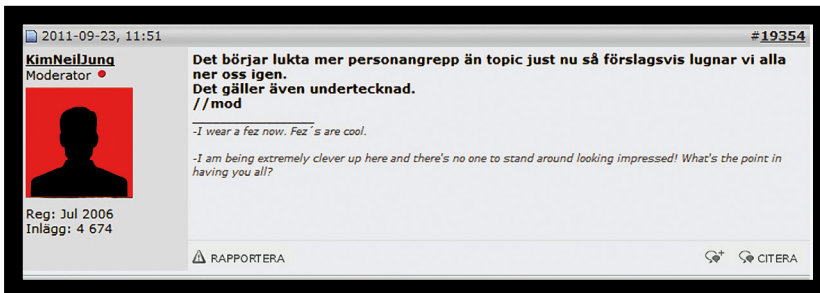 2011-09-23, 11:51 #19354
KimNeilJung
Moderator
Det börjar lukta mer personangrepp än topic just nu så förslagsvis lugnar vi alla
ner oss igen.
Det gäller även undertecknad.
//mod
-I wear a fez now. Fez´s are cool.
-I am being extremely clever up here and there's no one to stand around looking impressed! What's the point in
having you all?
Reg: Jul 2006
Inlägg: 4 674
RAPPORTERA CITERA